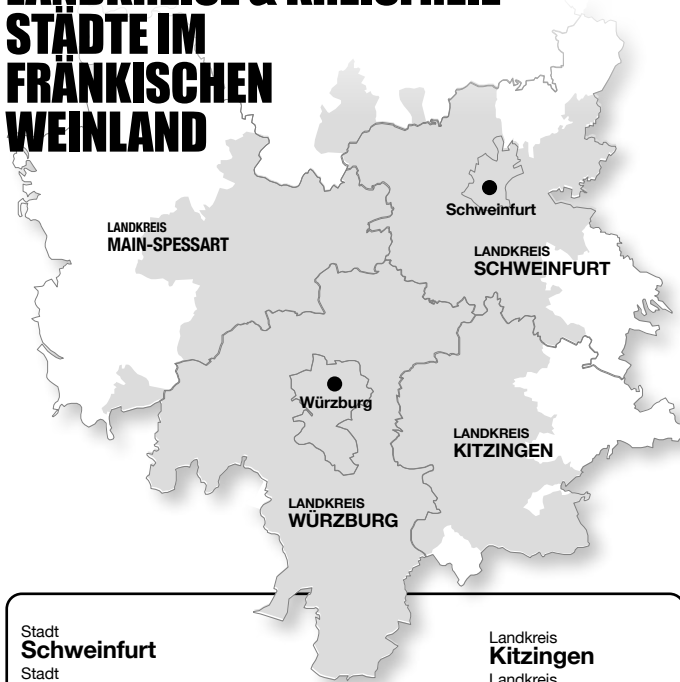 STÄDTE IM
FRÄNKISCHEN
WEINLAND
LANDKREIS
MAIN-SPESSART
Schweinfurt
LANDKREIS
SCHWEINFURT
Würzburg
LANDKREIS
KITZINGEN
LANDKREIS
WÜRZBURG
Stadt
Schweinfurt
Stadt
Landkreis
Kitzingen
Landkreis